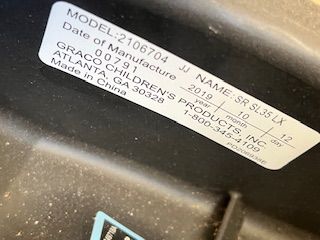 MODEL:2106704 JJ NAME: SR SL35 LX
Date of Manufacture 2019 10 12
year month day
00791
GRACO CHILDREN'S PRODUCTS, INC.
ATLANTA, GA 30328 1-800-345-4109
Made in China